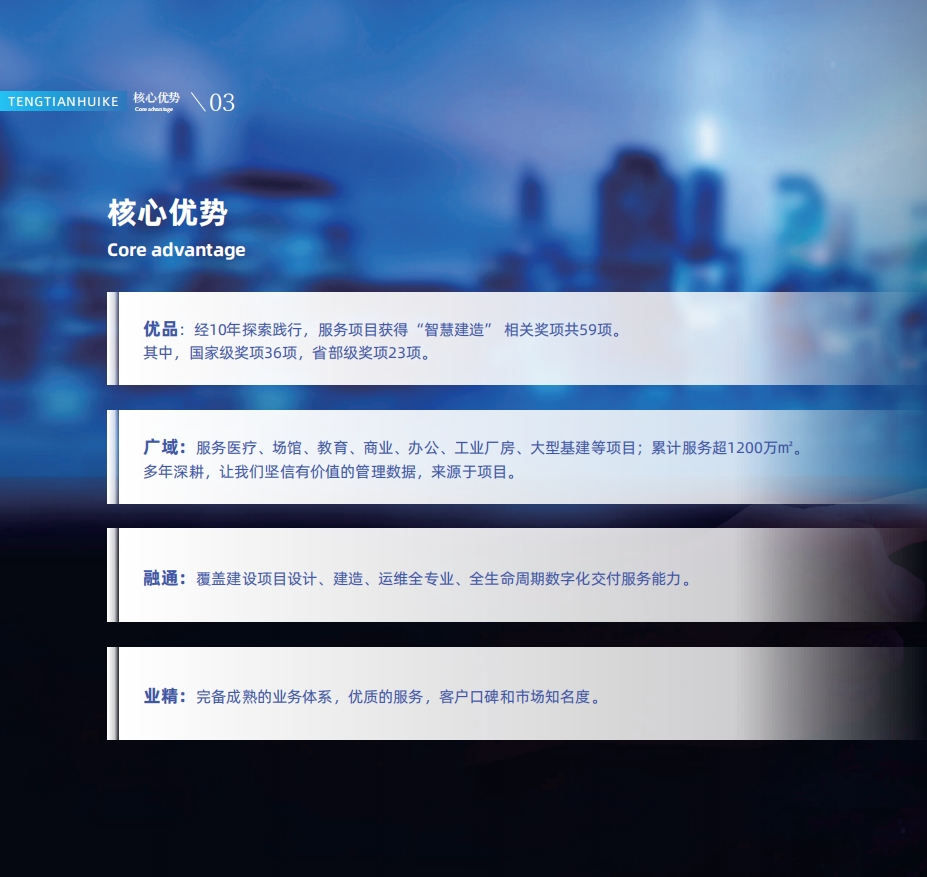 TENGTIANHUIKE
核心优势
Core advantage
03
核心优势
Core advantage
优品：经10年探索践行，服务项目获得“智慧建造” 相关奖项共59项。
其中，国家级奖项36项，省部级奖项23项。
广域：服务医疗、场馆、教育、商业、办公、工业厂房、大型基建等项目；累计服务超1200万㎡。
多年深耕，让我们坚信有价值的管理数据，来源于项目。
融通：覆盖建设项目设计、建造、运维全专业、全生命周期数字化交付服务能力。
业精：完备成熟的业务体系，优质的服务，客户口碑和市场知名度。